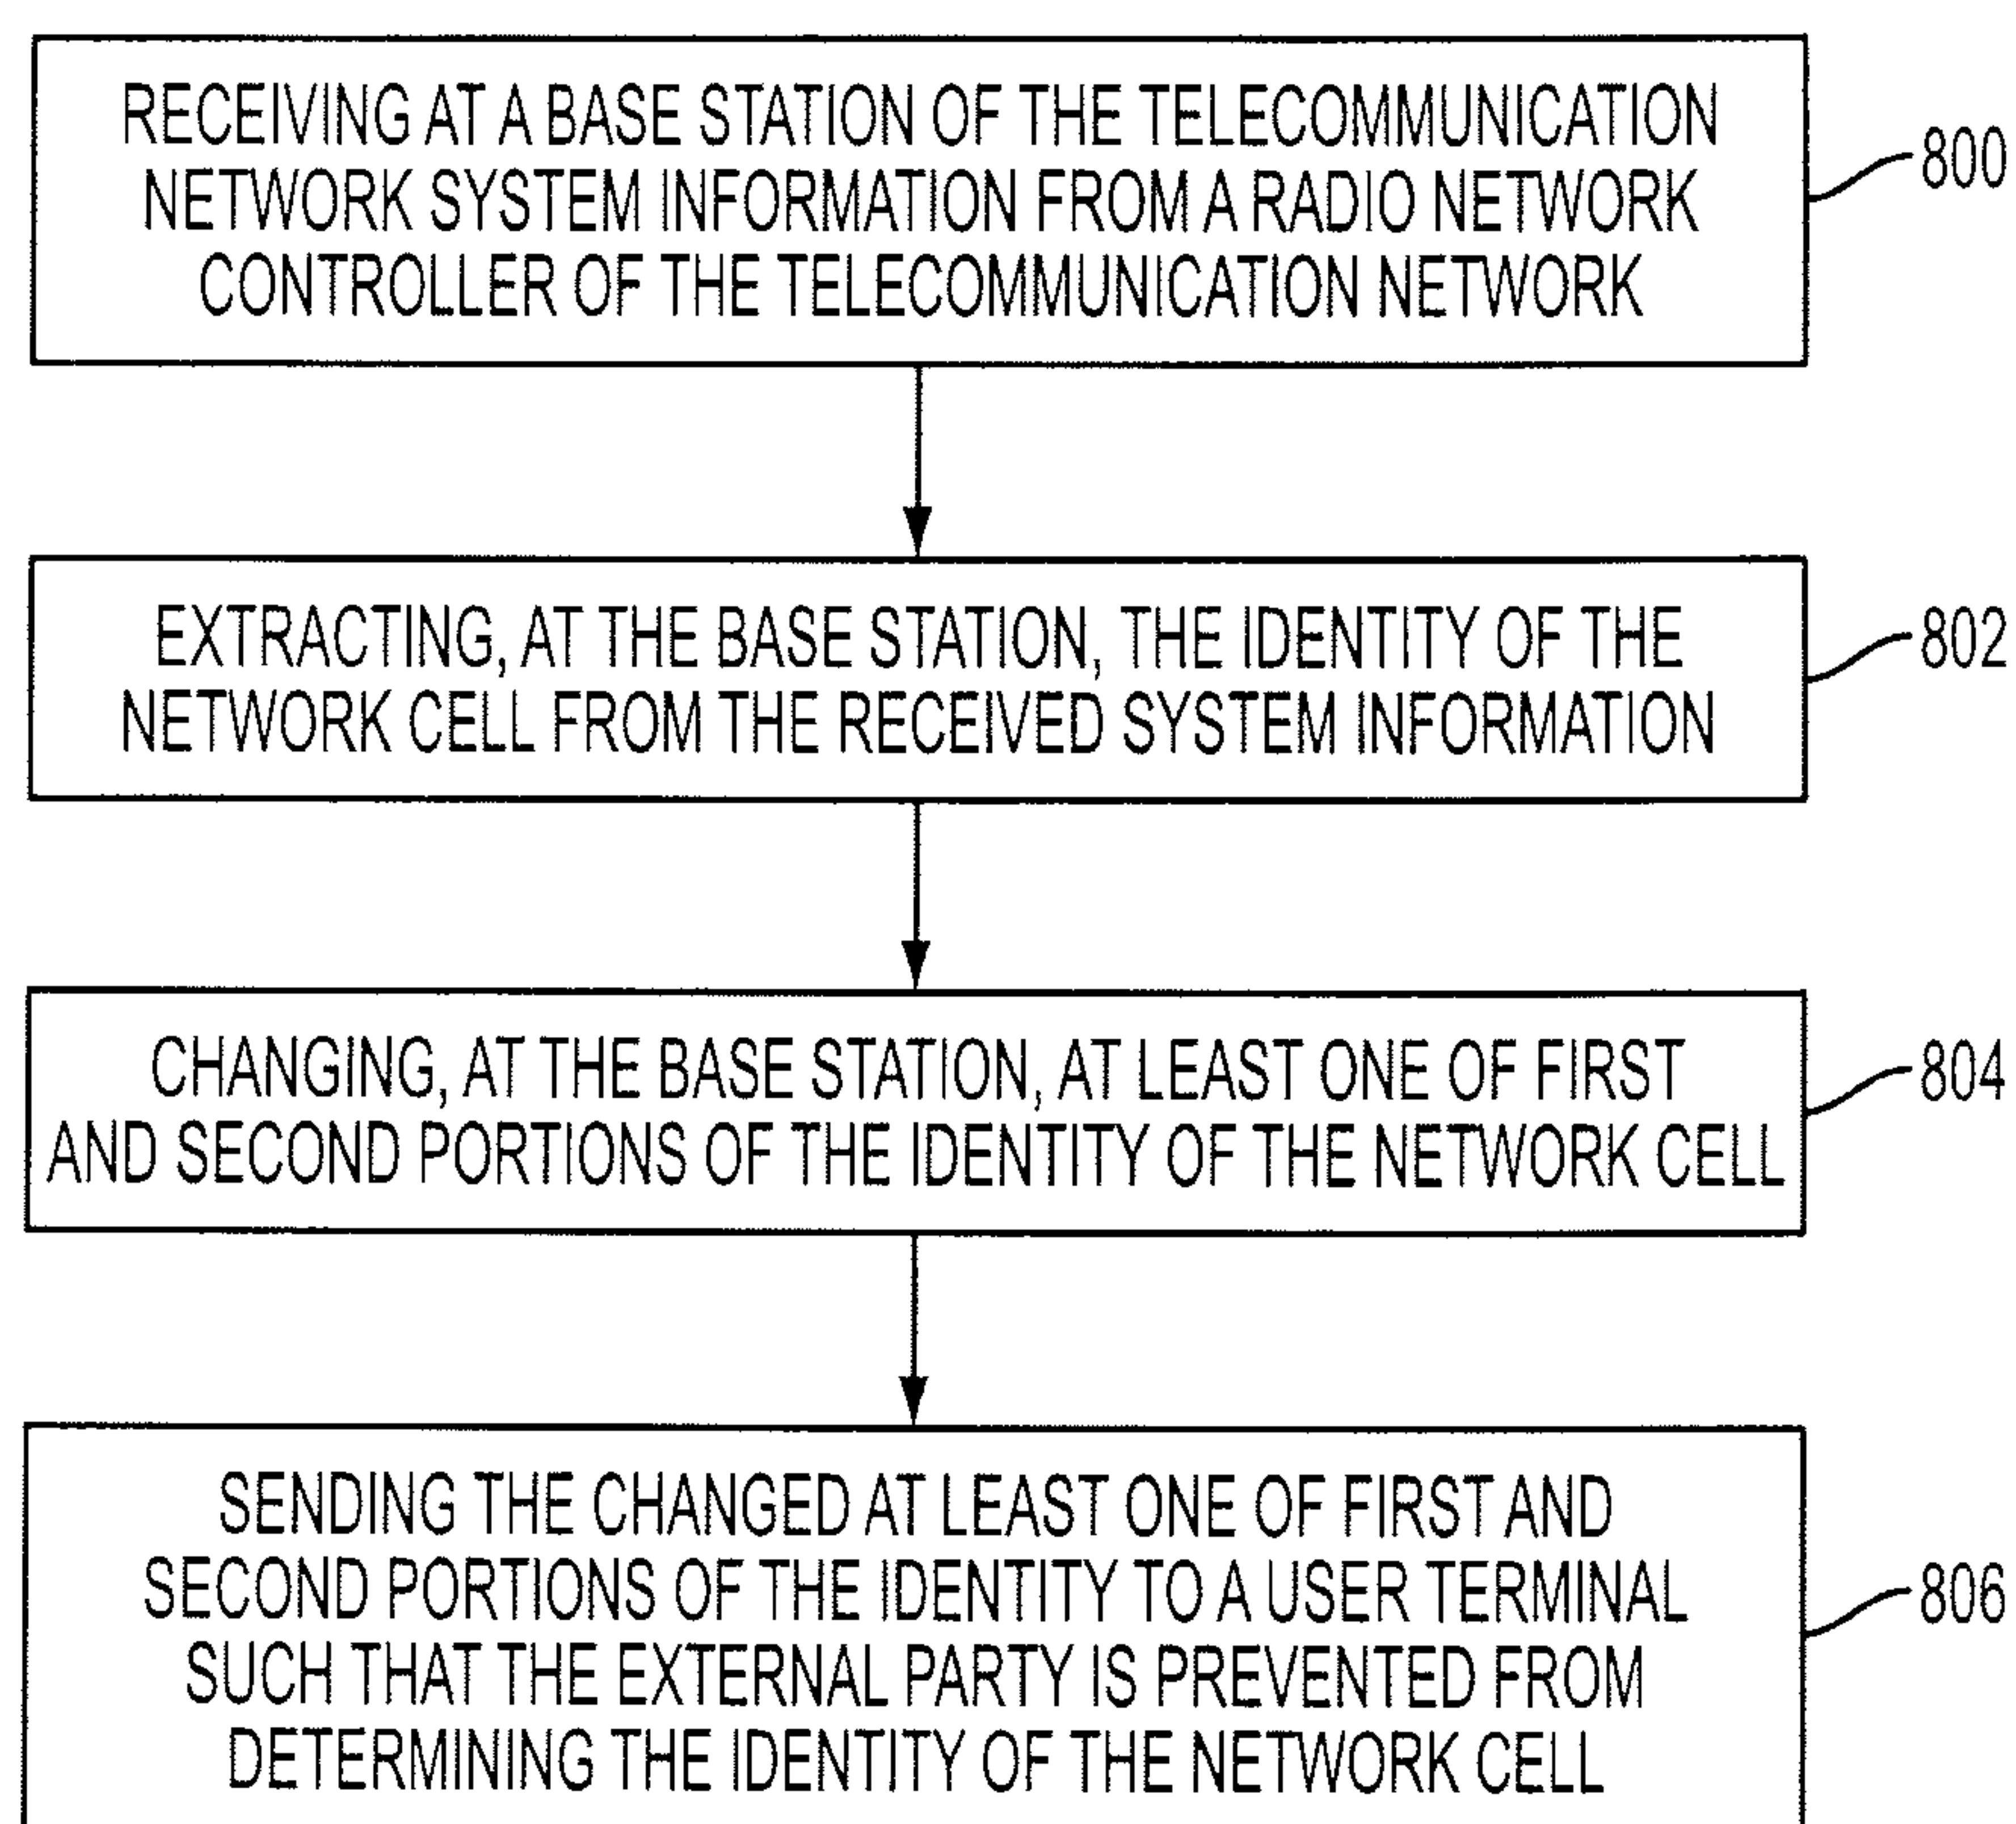 RECEIVING AT A BASE STATION OF THE TELECOMMUNICATION
NETWORK SYSTEM INFORMATION FROM A RADIO NETWORK
CONTROLLER OF THE TELECOMMUNICATION NETWORK
800
EXTRACTING, AT THE BASE STATION, THE IDENTITY OF THE
NETWORK CELL FROM THE RECEIVED SYSTEM INFORMATION
802
CHANGING, AT THE BASE STATION, AT LEAST ONE OF FIRST
AND SECOND PORTIONS OF THE IDENTITY OF THE NETWORK CELL
804
SENDING THE CHANGED AT LEAST ONE OF FIRST AND
SECOND PORTIONS OF THE IDENTITY TO A USER TERMINAL
SUCH THAT THE EXTERNAL PARTY IS PREVENTED FROM
DETERMINING THE IDENTITY OF THE NETWORK CELL
806